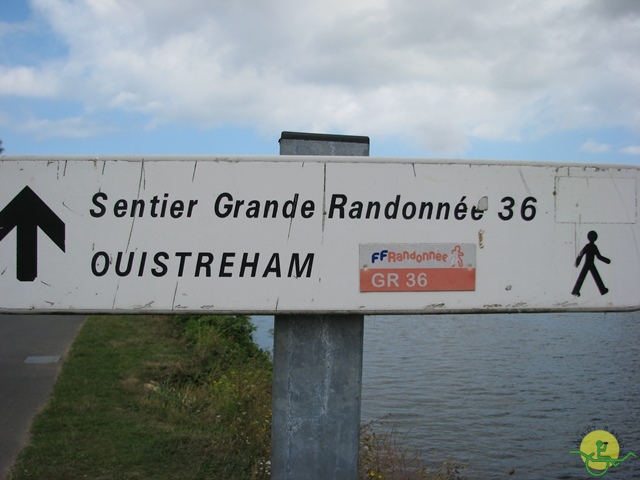 Sentier Grande Randonnée 36
OUISTREHAM
FFRandonnée
GR 36